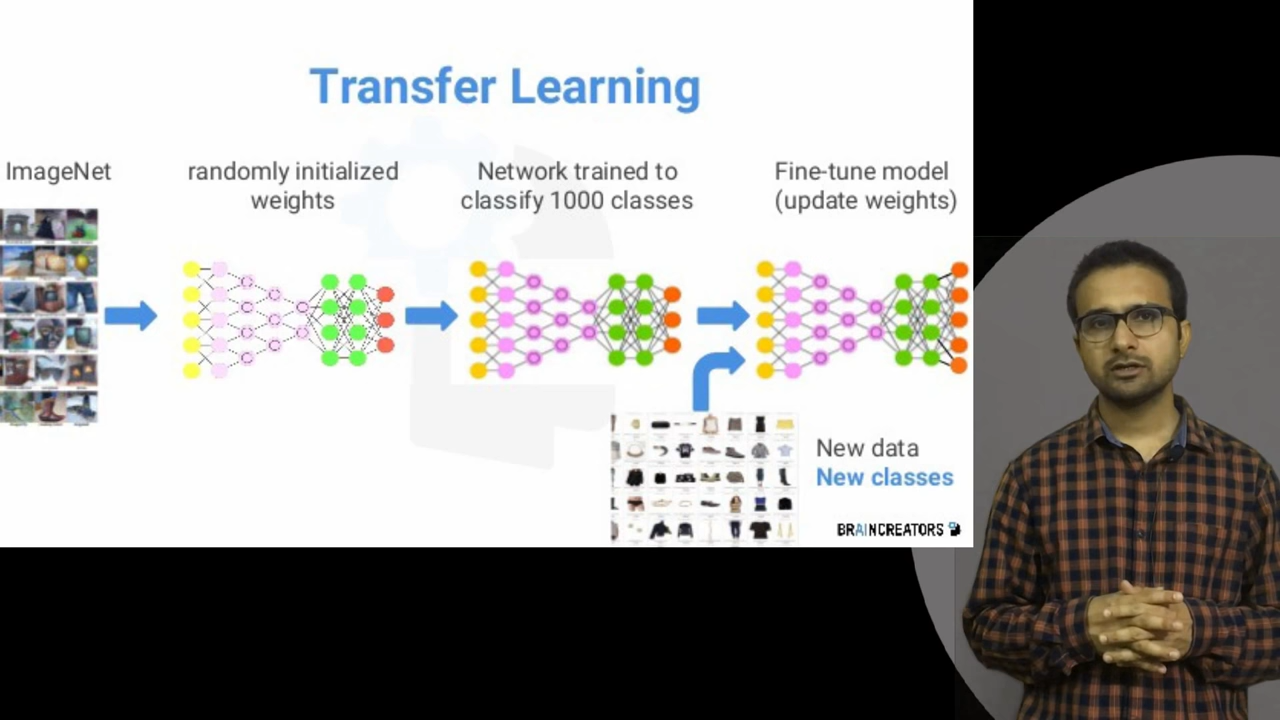 Transfer Learning
ImageNet
randomly initialized
weights
Network trained to
classify 1000 classes
Fine-tune model
(update weights)
New data
New classes
BRAINCREATORS